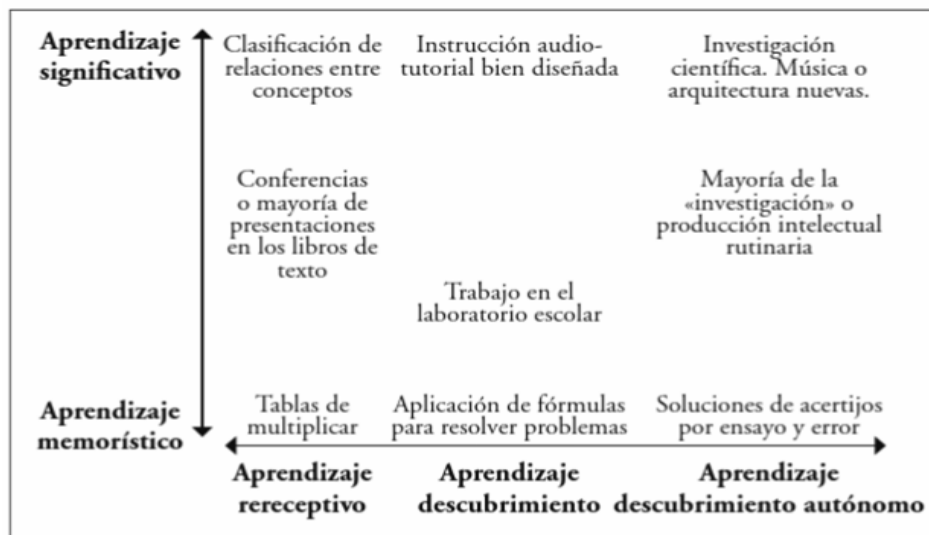 Aprendizaje
significativo
Clasificación de
relaciones entre
conceptos
Instrucción audio-
tutorial bien diseñada
Investigación
científica. Música o
arquitectura nuevas.
Conferencias
o mayoría de
presentaciones
en los libros de
texto
Mayoría de la
«investigación» o
producción intelectual
rutinaria
Trabajo en el
laboratorio escolar
Aprendizaje
memorístico
Tablas de
multiplicar
Aplicación de fórmulas
para resolver problemas
Soluciones de acertijos
por ensayo y error
Aprendizaje
rereceptivo
Aprendizaje
descubrimiento
Aprendizaje
descubrimiento autónomo